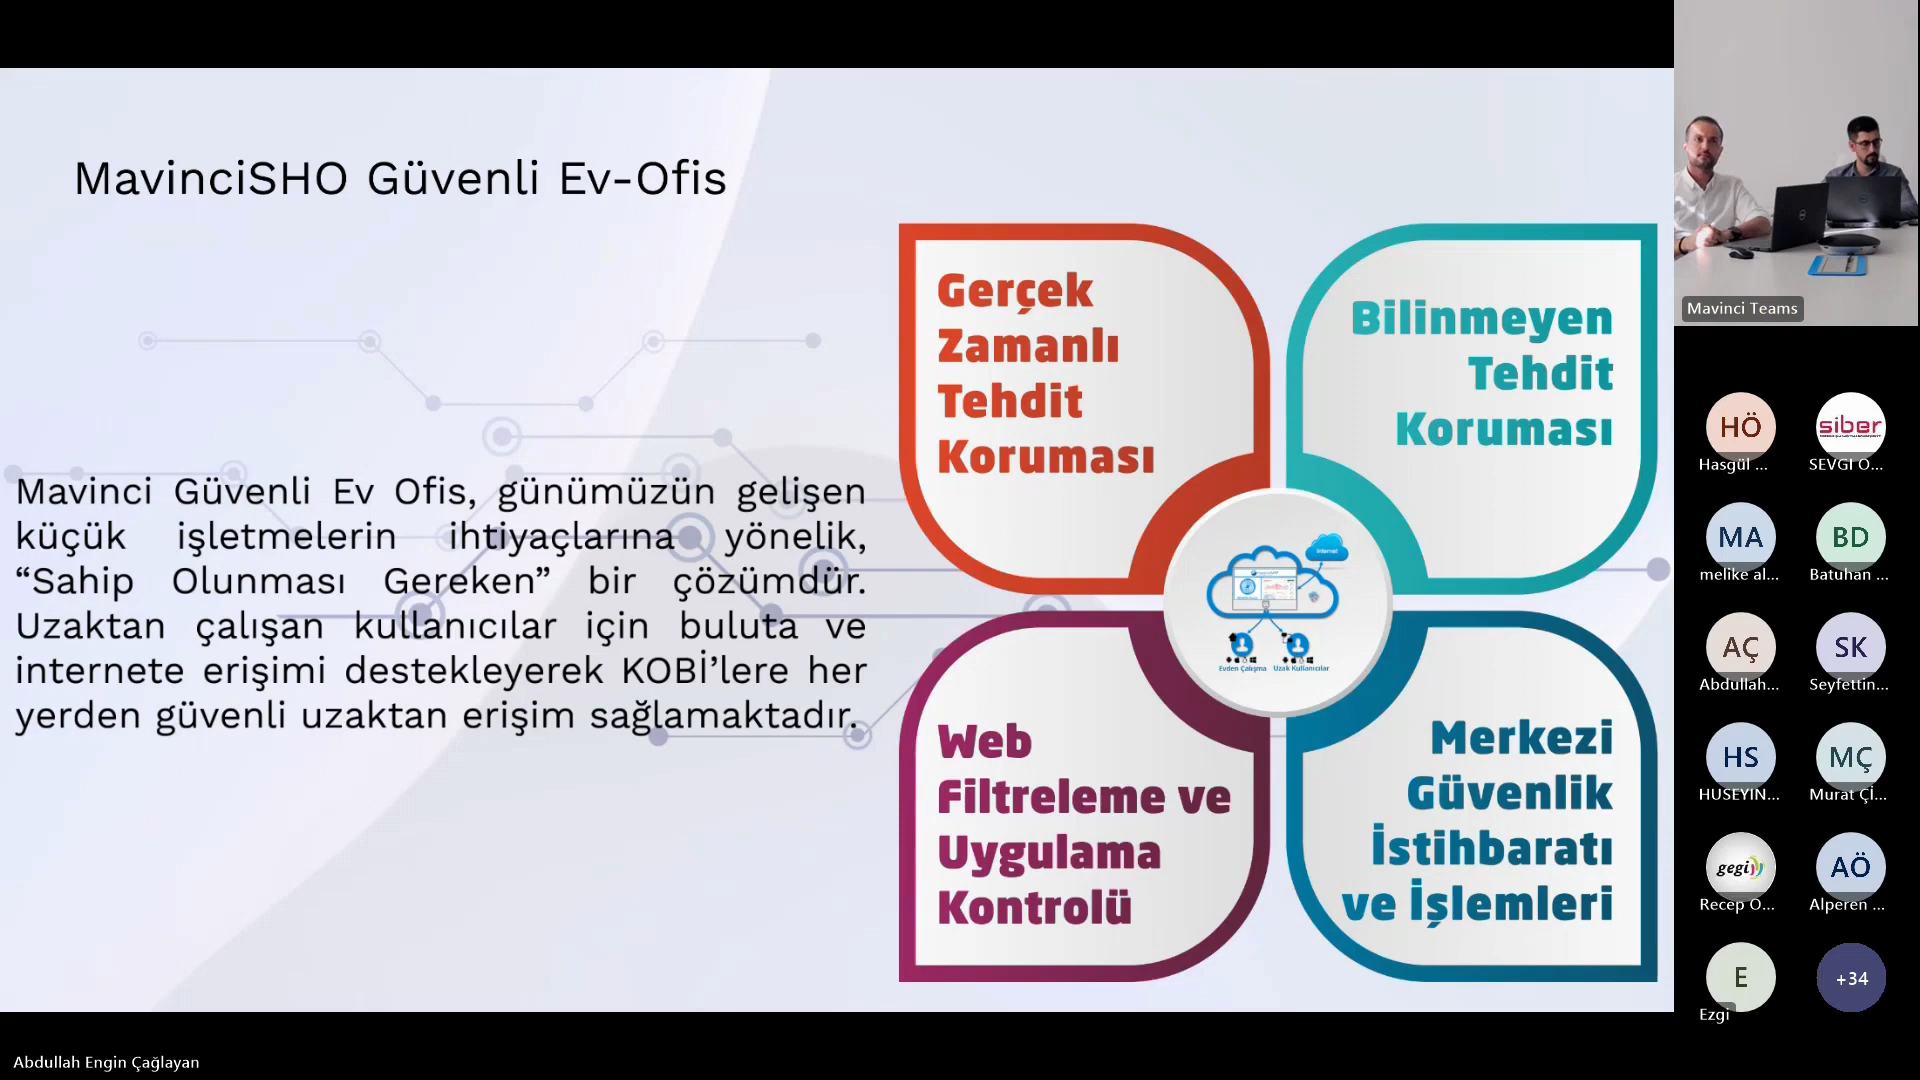 MavinciSHO Güvenli Ev-Ofis
Mavinci Güvenli Ev Ofis, günümüzün gelişen
küçük işletmelerin ihtiyaçlarına yönelik,
“Sahip Olunması Gereken” bir çözümdür.
Uzaktan çalışan kullanıcılar için buluta ve
internete erişimi destekleyerek KOBİ’lere her
yerden güvenli uzaktan erişim sağlamaktadır.
Gerçek
Zamanlı
Tehdit
Koruması
Bilinmeyen
Tehdit
Koruması
internet
Evden Çalışma Uzak Kullanıcılar
Web
Filtreleme ve
Uygulama
Kontrolü
Merkezi
Güvenlik
İstihbaratı
ve İşlemleri
Mavinci Teams
HÖ
Hasgül ...
siber
SEVGI O...
MA
melike al...
BD
Batuhan ...
AÇ
Abdullah...
SK
Seyfettin...
HS
HUSEYIN...
MÇ
Murat Çİ...
gegi
Recep O...
AÖ
Alperen ...
E
Ezgi
+34
Abdullah Engin Çağlayan